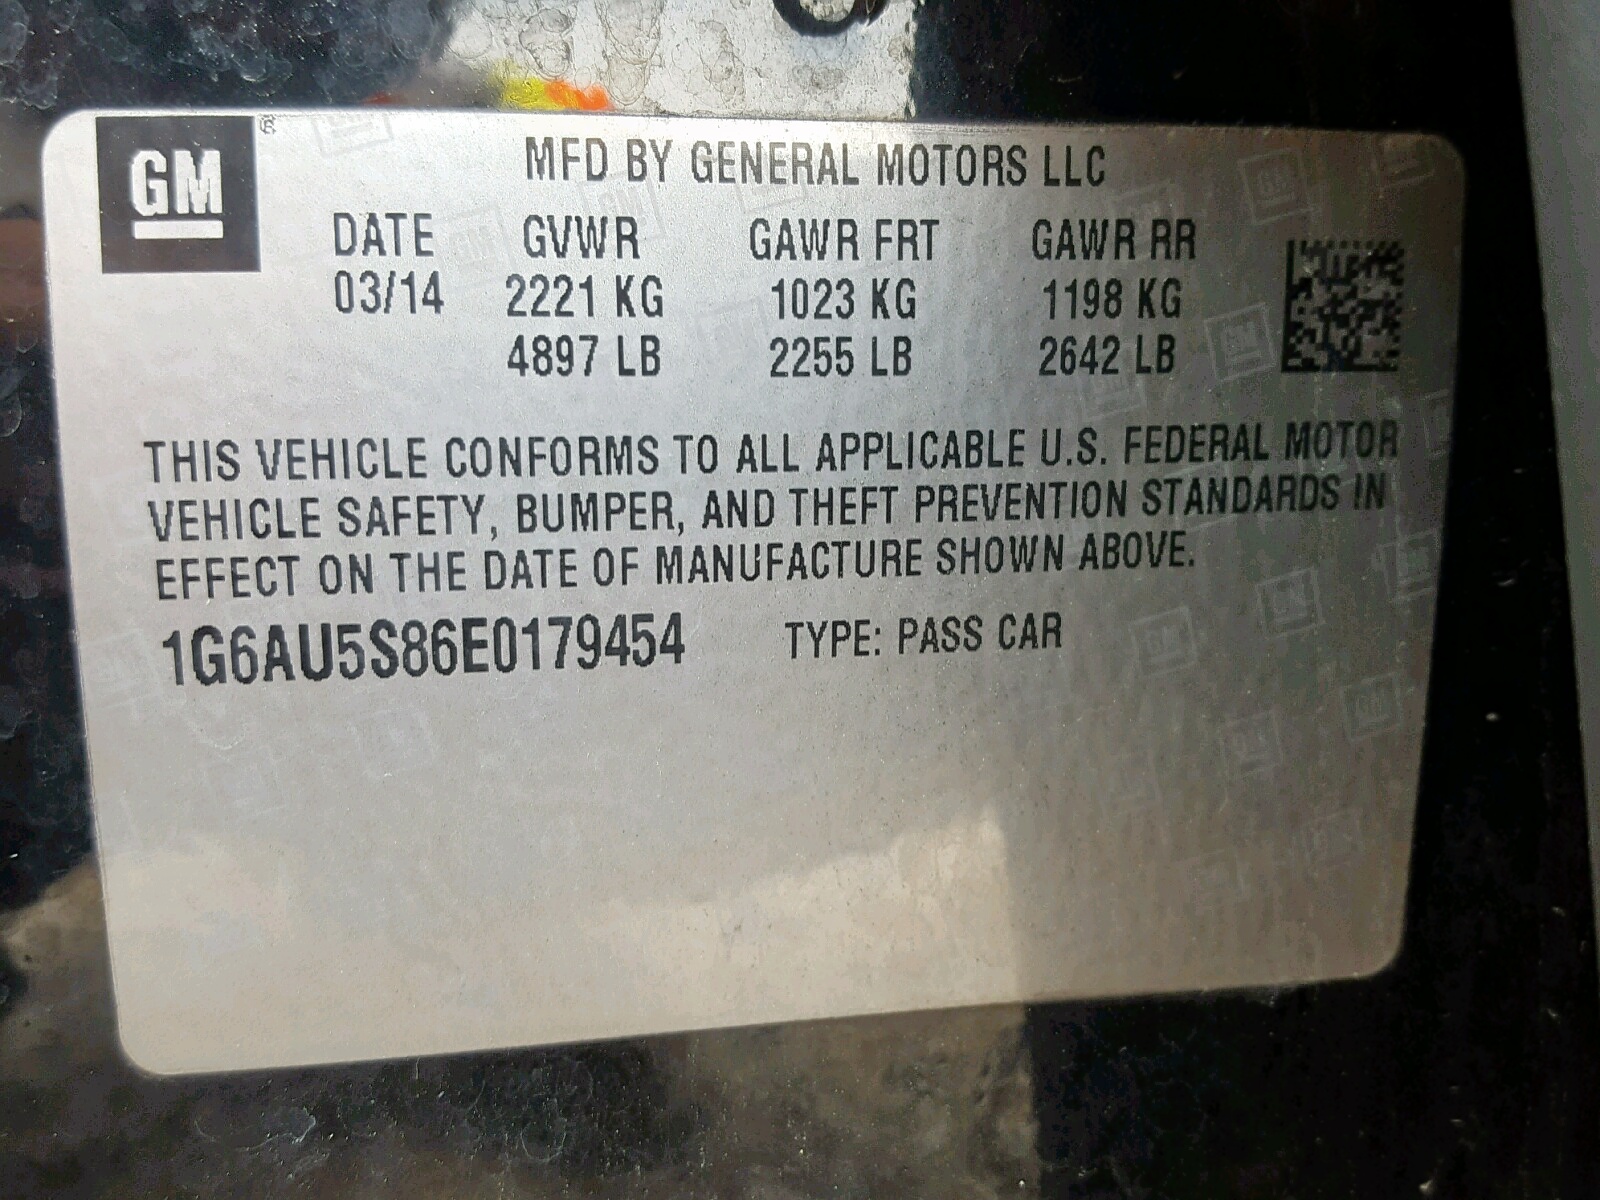 GM ®
MFD BY GENERAL MOTORS LLC
DATE GVWR GAWR FRT GAWR RR
03/14 2221 KG 1023 KG 1198 KG
4897 LB 2255 LB 2642 LB
THIS VEHICLE CONFORMS TO ALL APPLICABLE U.S. FEDERAL MOTOR
VEHICLE SAFETY, BUMPER, AND THEFT PREVENTION STANDARDS IN
EFFECT ON THE DATE OF MANUFACTURE SHOWN ABOVE.
1G6AU5S86E0179454 TYPE: PASS CAR